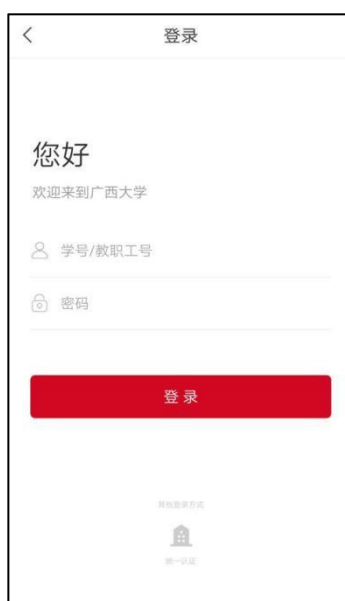 登录
您好
欢迎来到广西大学
学号/教职工号
密码
登 录
其他登录方式
统一认证